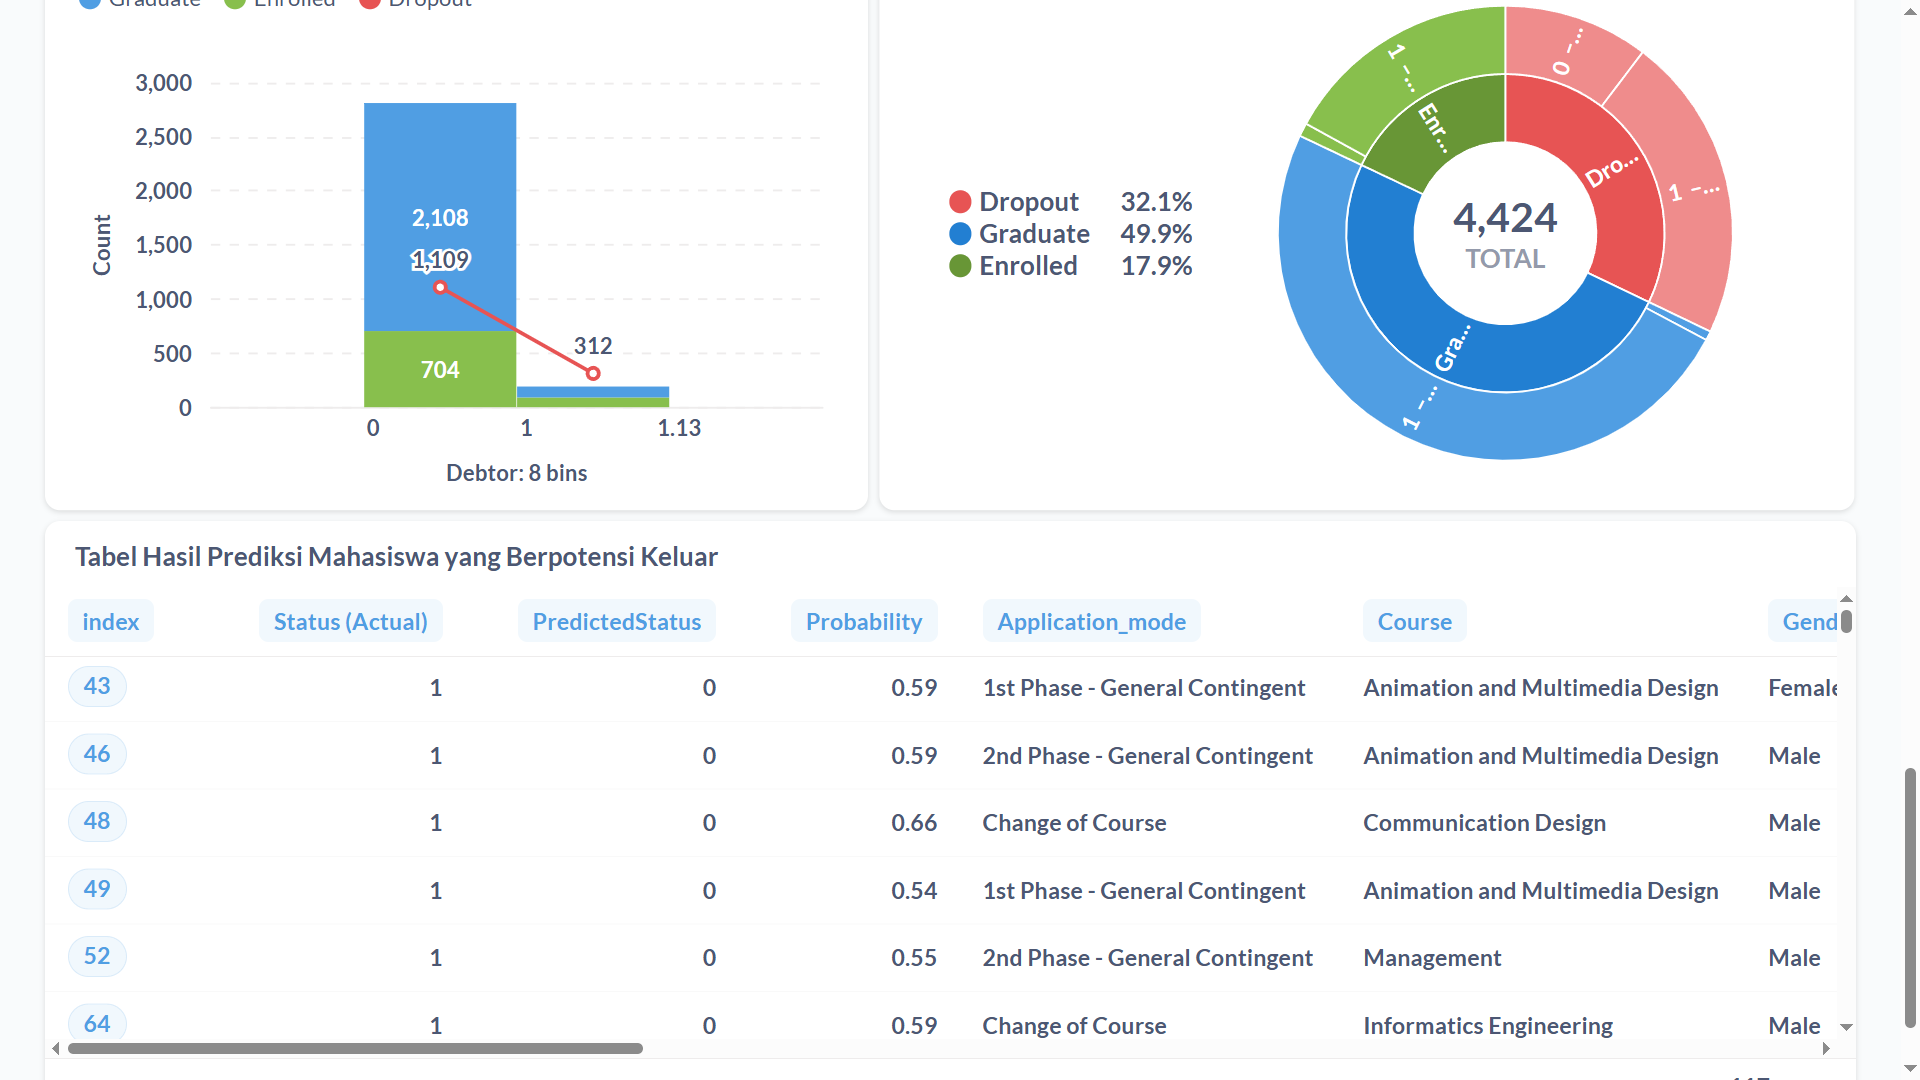 Graduate Enrolled Dropout
3,000
2,500
2,000
1,500
1,000
500
0
Count
2,108
1,109
704
312
0 1 1.13
Debtor: 8 bins
Dropout 32.1%
Graduate 49.9%
Enrolled 17.9%
4,424
TOTAL
0 –...
1 –...
Dro...
1 –...
Enr...
Gra...
1 –...
Tabel Hasil Prediksi Mahasiswa yang Berpotensi Keluar
index Status (Actual) PredictedStatus Probability Application_mode Course Gend
43 1 0 0.59 1st Phase - General Contingent Animation and Multimedia Design Female
46 1 0 0.59 2nd Phase - General Contingent Animation and Multimedia Design Male
48 1 0 0.66 Change of Course Communication Design Male
49 1 0 0.54 1st Phase - General Contingent Animation and Multimedia Design Male
52 1 0 0.55 2nd Phase - General Contingent Management Male
64 1 0 0.59 Change of Course Informatics Engineering Male